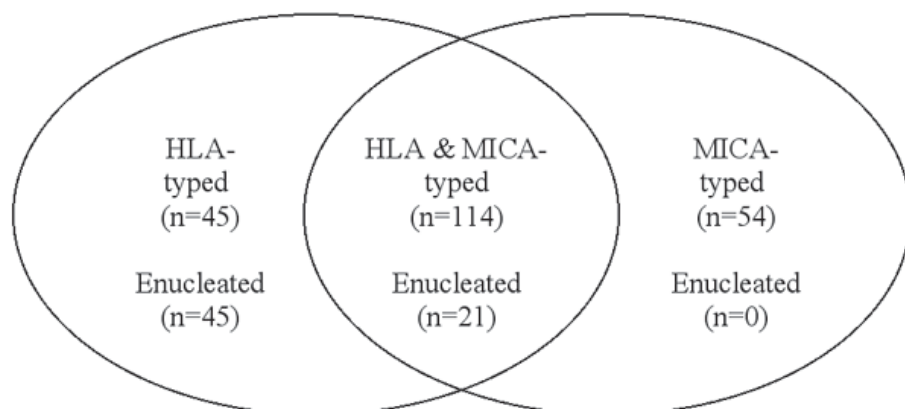 HLA-
typed
(n=45)
Enucleated
(n=45)
HLA & MICA-
typed
(n=114)
Enucleated
(n=21)
MICA-
typed
(n=54)
Enucleated
(n=0)